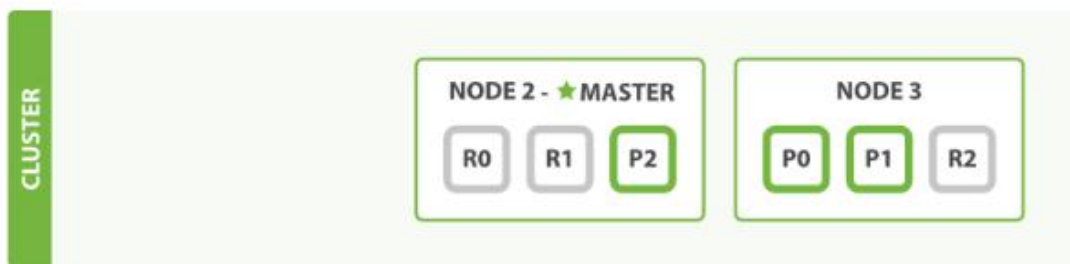 CLUSTER
NODE 2 - ★MASTER
R0 R1 P2
NODE 3
P0 P1 R2